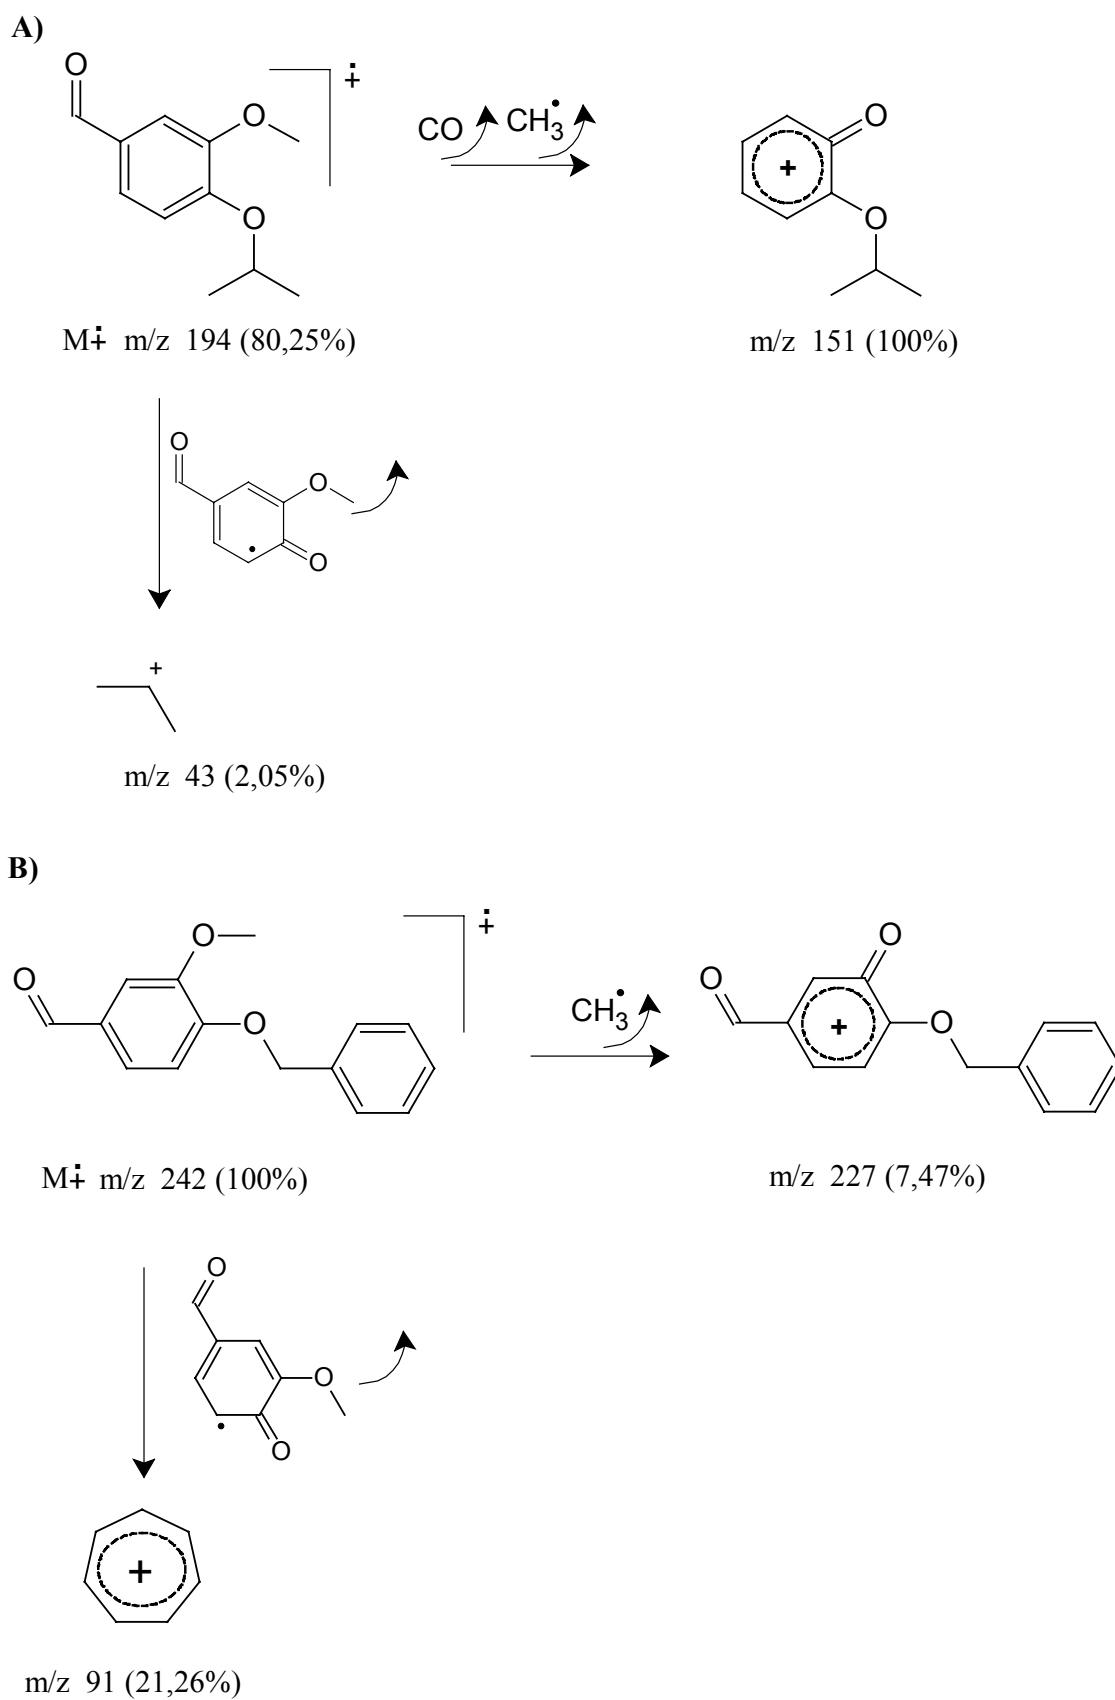 A)
O
O
O
M+• m/z 194 (80,25%)
CO CH3•
+
O
O
m/z 151 (100%)
O
O
O
+
m/z 43 (2,05%)
B)
O
O
O
M+• m/z 242 (100%)
CH3•
O
O
+
O
m/z 227 (7,47%)
O
O
O
+
m/z 91 (21,26%)